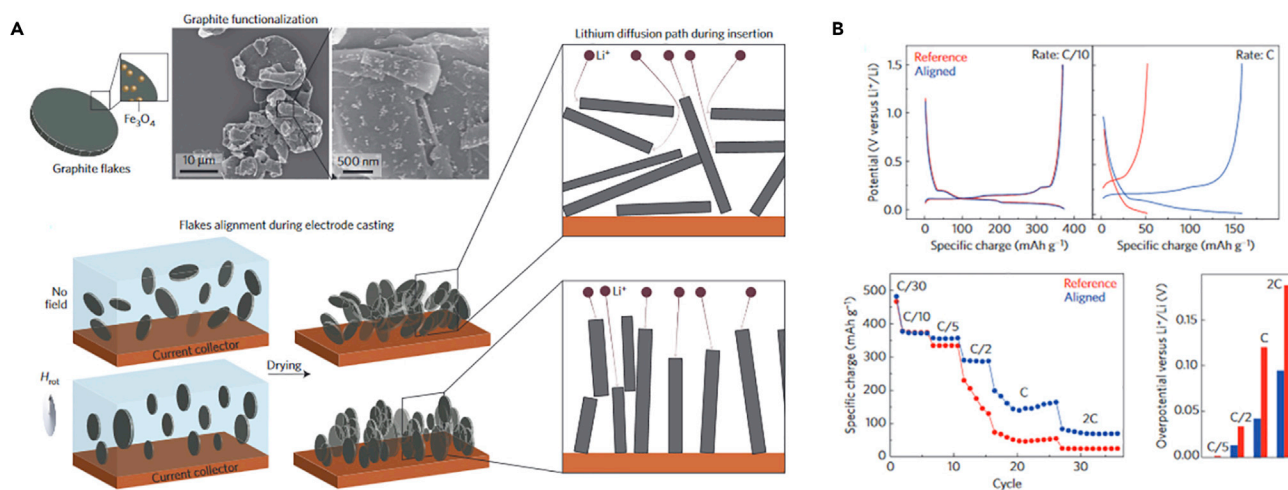 A
Graphite functionalization
Fe3O4
Graphite flakes
10 μm
500 nm
Lithium diffusion path during insertion
Li+
Flakes alignment during electrode casting
No
field
Current collector
Drying
Hrot
Current collector
Li+
B
Reference
Aligned
Rate: C/10
Rate: C
Potential (V versus Li+/Li)
1.5
1.0
0.5
0.0
0 100 200 300 400
0 50 100 150
Specific charge (mAh g−1)
Specific charge (mAh g−1)
Reference
Aligned
Specific charge (mAh g−1)
500
400
300
200
100
0
C/30
C/10
C/5
C/2
C
2C
0 10 20 30
Cycle
Overpotential versus Li+/Li (V)
0.15
0.10
0.05
0.00
C/5
C/2
C
2C